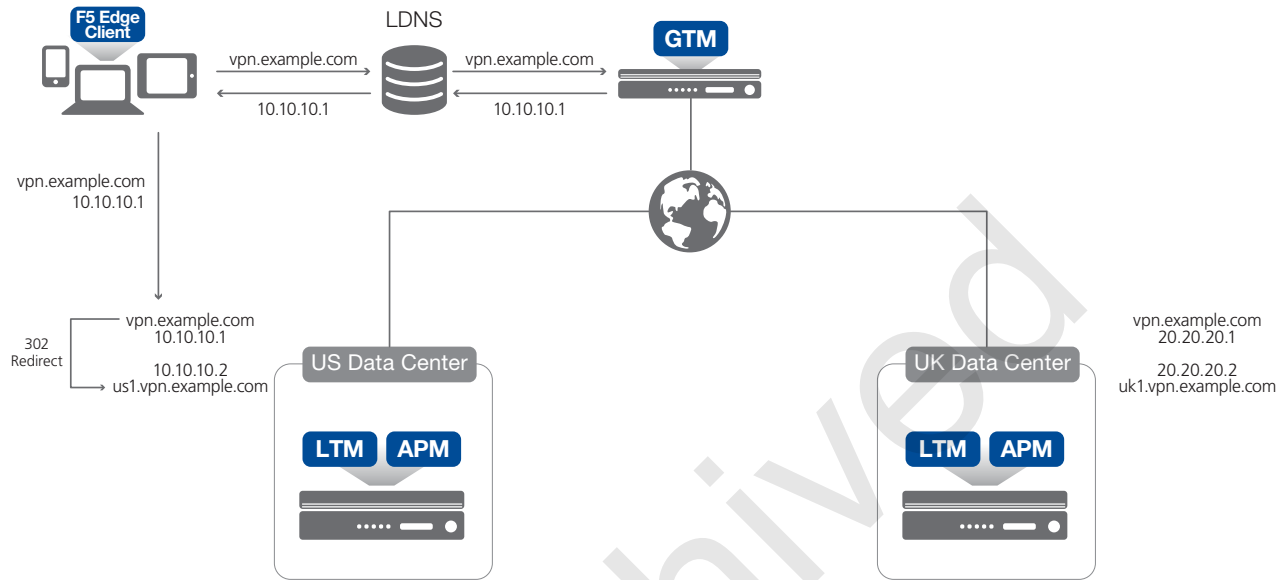 F5 Edge
Client
LDNS
GTM
vpn.example.com
vpn.example.com
10.10.10.1
10.10.10.1
vpn.example.com
10.10.10.1
302
Redirect
vpn.example.com
10.10.10.1
10.10.10.2
us1.vpn.example.com
US Data Center
LTM
APM
UK Data Center
LTM
APM
vpn.example.com
20.20.20.1
20.20.20.2
uk1.vpn.example.com
hived